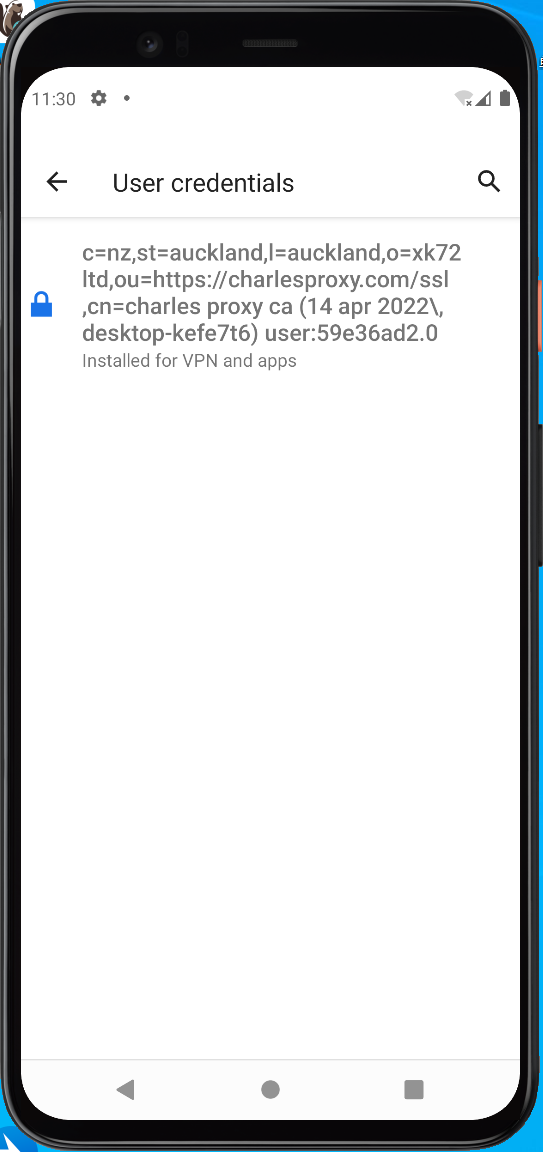 11:30
User credentials
c=nz,st=auckland,l=auckland,o=xk72
ltd,ou=https://charlesproxy.com/ssl
,cn=charles proxy ca (14 apr 2022\,
desktop-kefe7t6) user:59e36ad2.0
Installed for VPN and apps